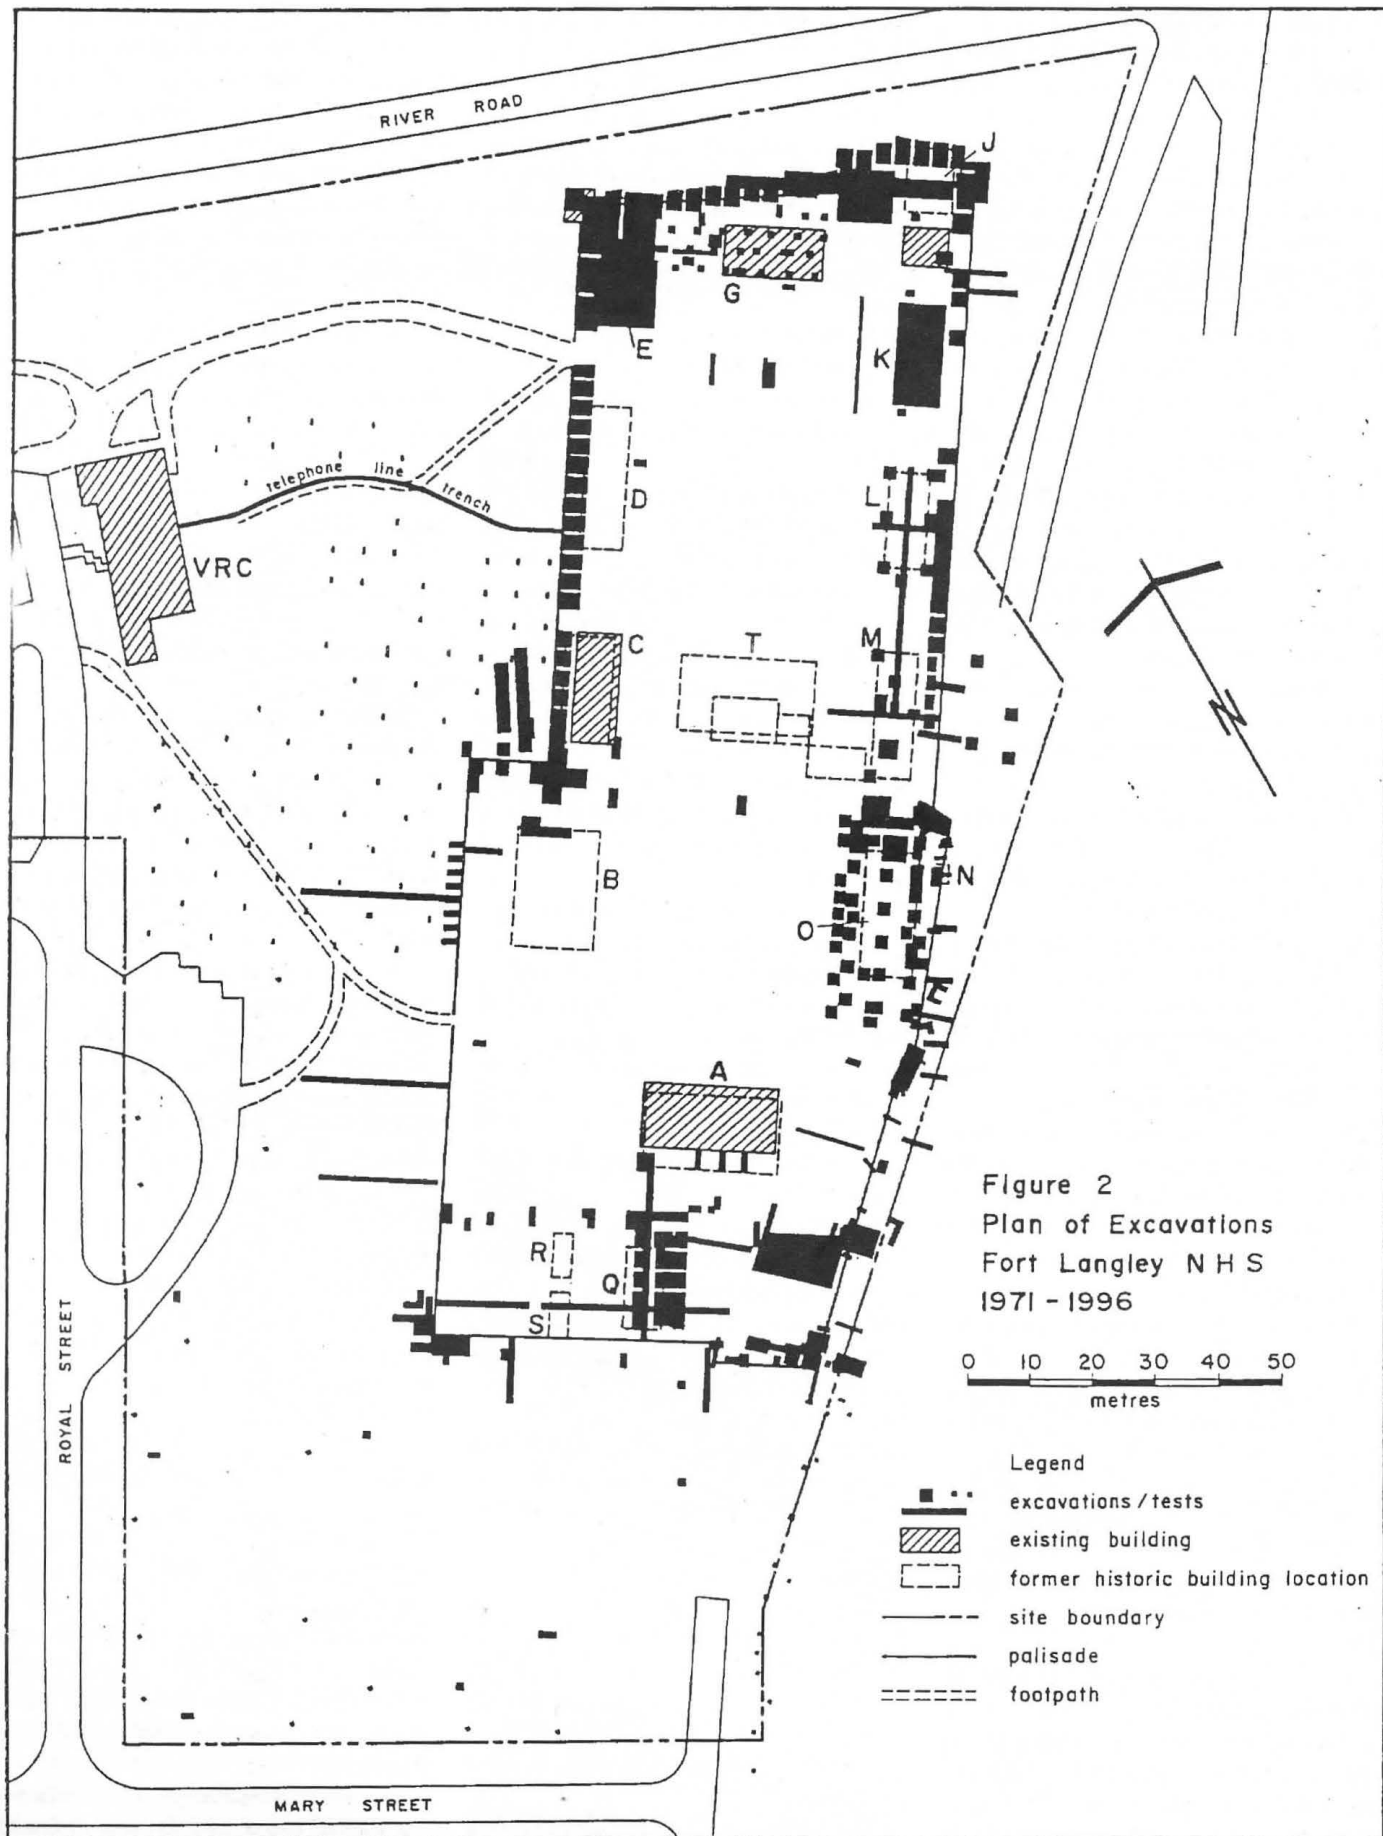 RIVER ROAD
J
G
E
K
D
L
telephone line trench
VRC
C
T
M
B
N
O
A
Figure 2
Plan of Excavations
Fort Langley N H S
1971 - 1996
R
Q
S
0 10 20 30 40 50
metres
ROYAL STREET
Legend
excavations / tests
existing building
former historic building location
site boundary
palisade
footpath
MARY STREET
N